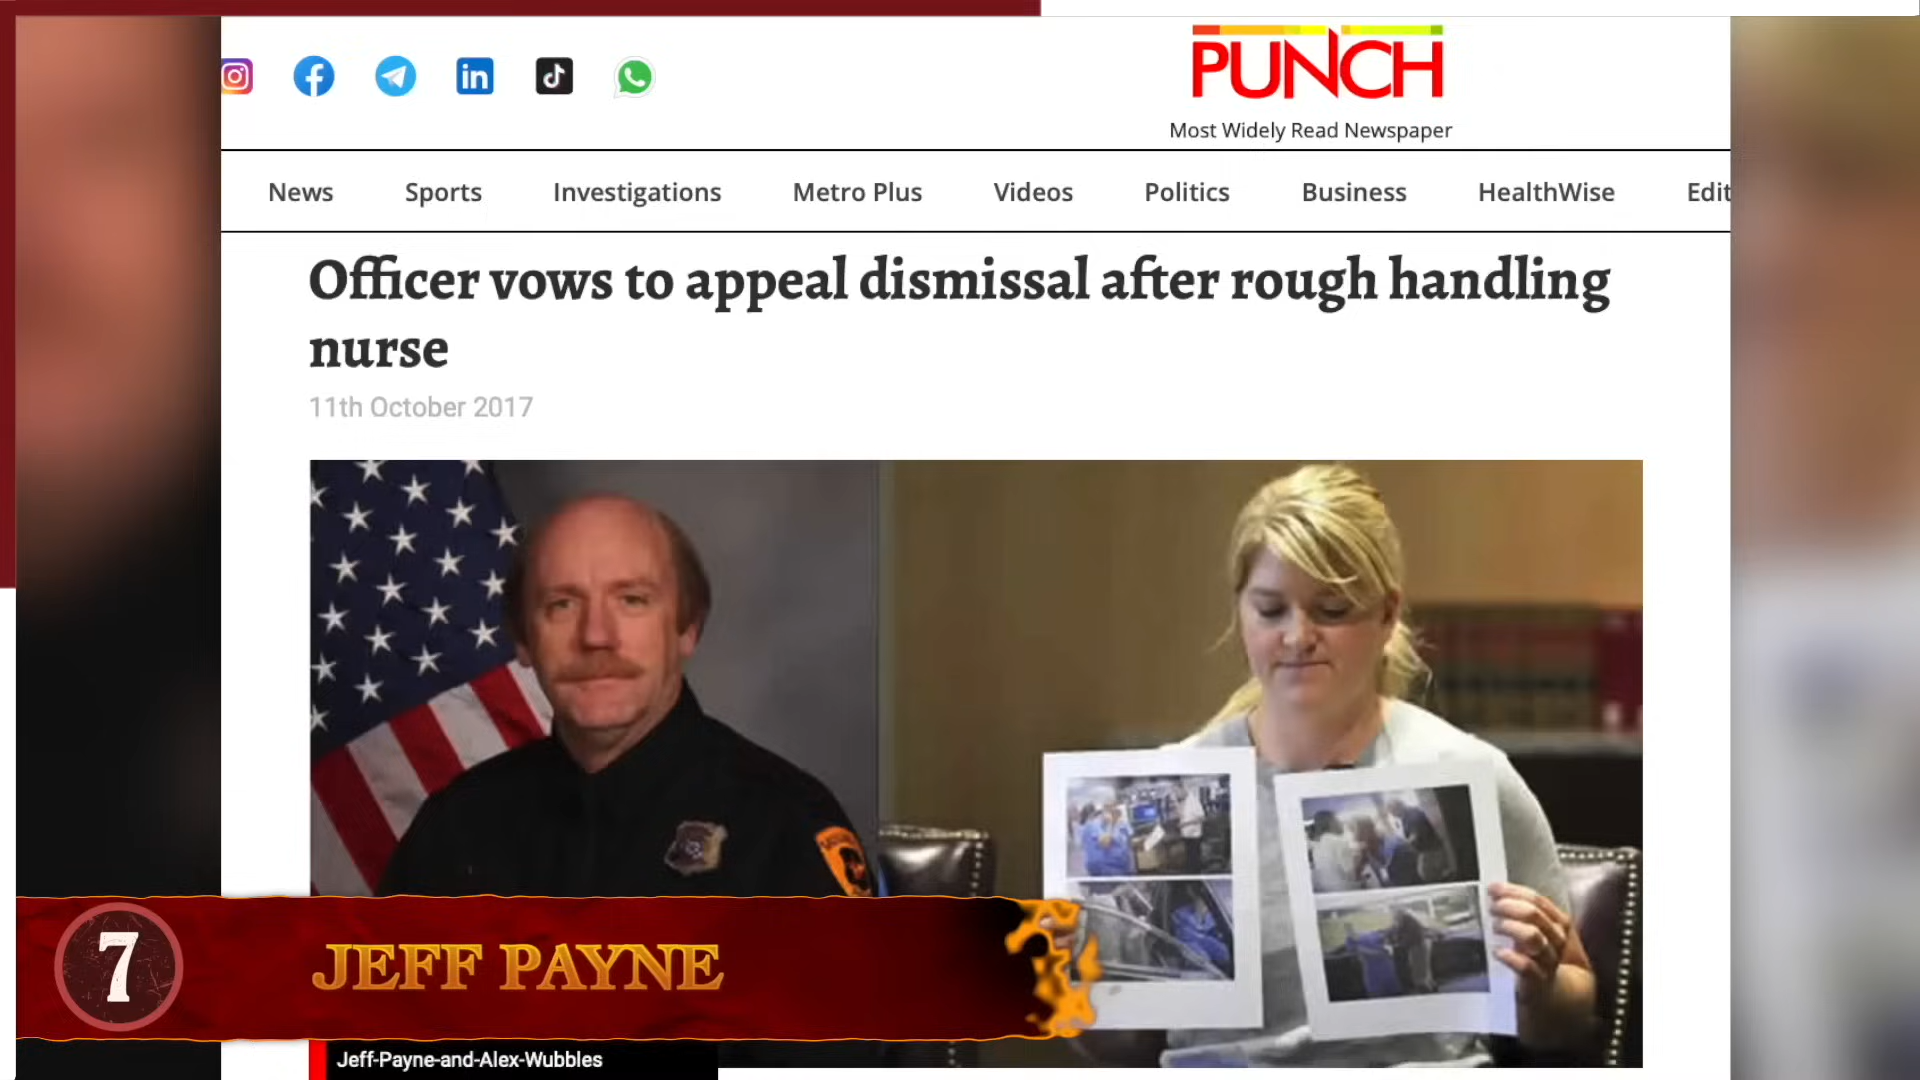 PUNCH
Most Widely Read Newspaper
News Sports Investigations Metro Plus Videos Politics Business HealthWise Edit
Officer vows to appeal dismissal after rough handling
nurse
11th October 2017
7 JEFF PAYNE
Jeff-Payne-and-Alex-Wubbles